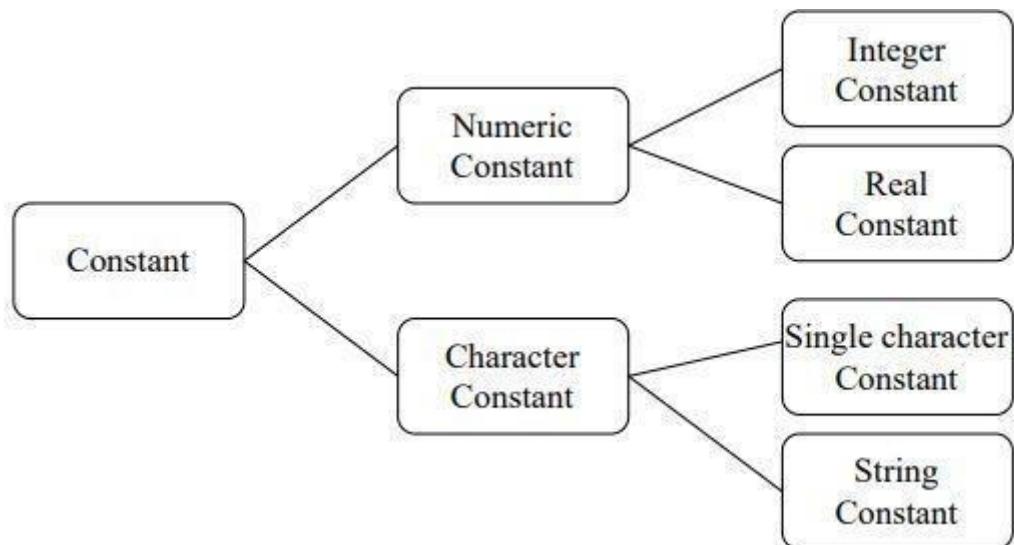 Constant
Numeric
Constant
Character
Constant
Integer
Constant
Real
Constant
Single character
Constant
String
Constant